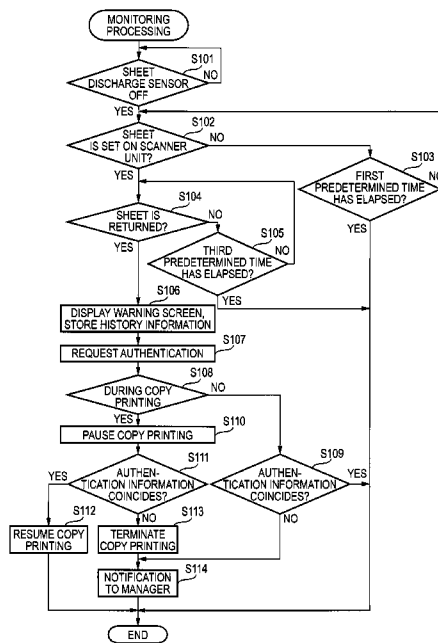 MONITORING
PROCESSING
S101
SHEET
DISCHARGE SENSOR
OFF
NO
YES
S102
SHEET
IS SET ON SCANNER
UNIT?
NO
YES
S103
FIRST
PREDETERMINED TIME
HAS ELAPSED?
NO
YES
S104
SHEET IS
RETURNED?
NO
YES
S105
THIRD
PREDETERMINED TIME
HAS ELAPSED?
NO
YES
S106
DISPLAY WARNING SCREEN,
STORE HISTORY INFORMATION
S107
REQUEST AUTHENTICATION
S108
DURING COPY
PRINTING
NO
YES
S110
PAUSE COPY PRINTING
S111
YES
AUTHEN-
TICATION INFORMATION
COINCIDES?
NO
S109
AUTHEN-
TICATION INFORMATION
COINCIDES?
YES
NO
S112
RESUME COPY
PRINTING
S113
TERMINATE
COPY PRINTING
S114
NOTIFICATION
TO MANAGER
END